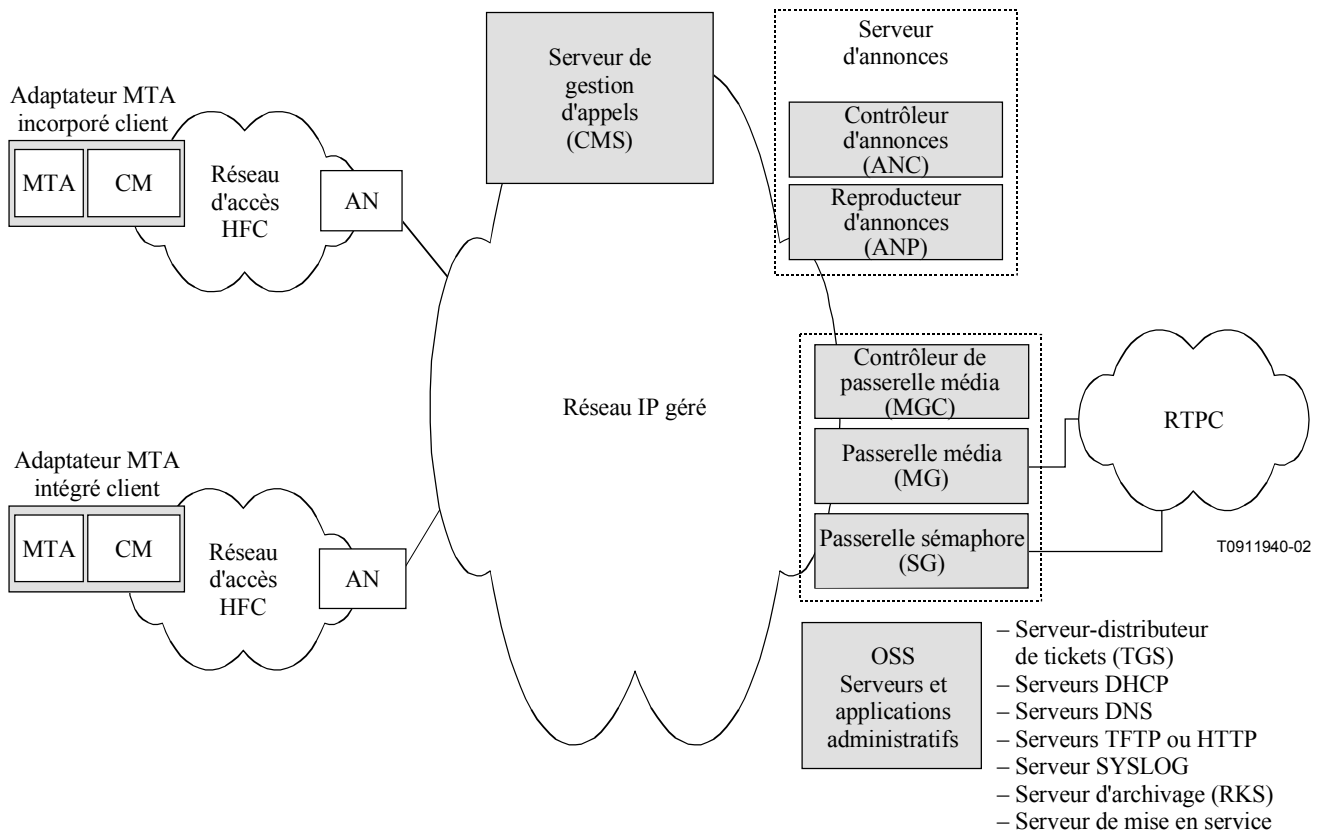 Serveur
d'annonces
Serveur de
gestion
d'appels
(CMS)
Adaptateur MTA
incorporé client
MTA
CM
Réseau
d'accès
HFC
AN
Contrôleur
d'annonces
(ANC)
Reproducteur
d'annonces
(ANP)
Réseau IP géré
Contrôleur de
passerelle média
(MGC)
Passerelle média
(MG)
Passerelle sémaphore
(SG)
RTPC
T0911940-02
Adaptateur MTA
intégré client
MTA
CM
Réseau
d'accès
HFC
AN
OSS
Serveurs et
applications
administratifs
– Serveur-distributeur
de tickets (TGS)
– Serveurs DHCP
– Serveurs DNS
– Serveurs TFTP ou HTTP
– Serveur SYSLOG
– Serveur d'archivage (RKS)
– Serveur de mise en service